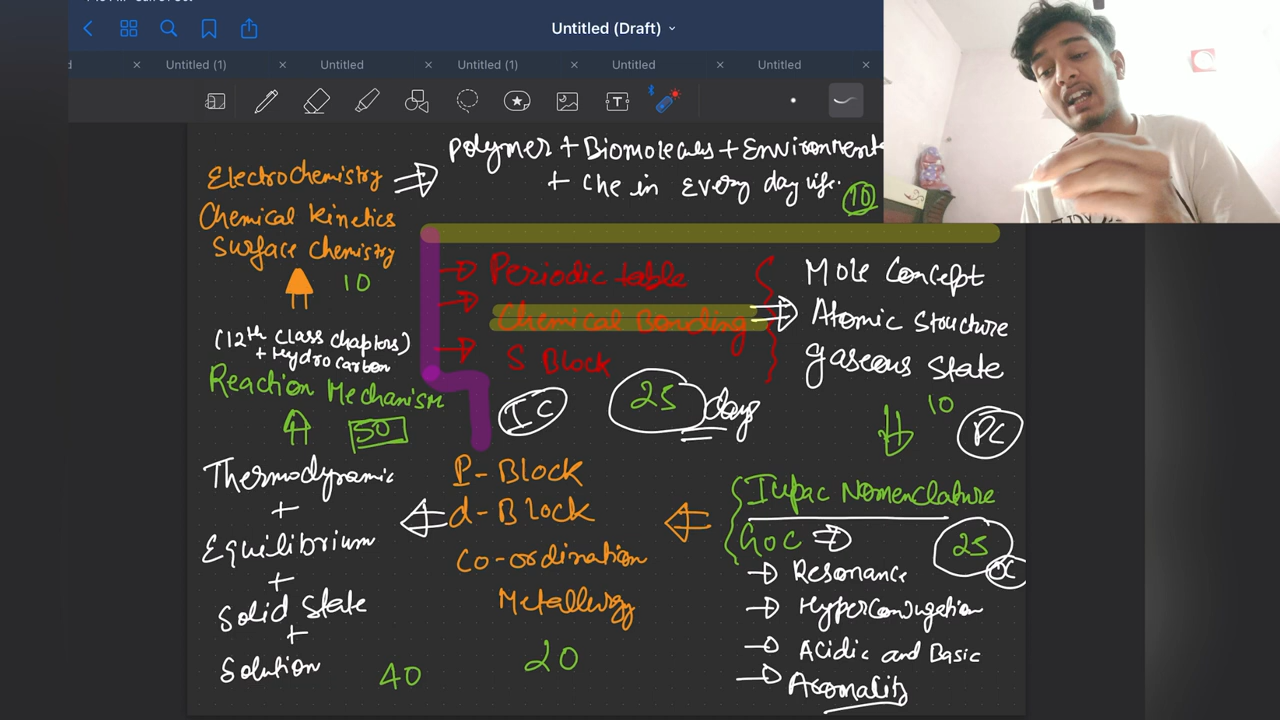 Untitled (Draft)
Untitled (1)
Untitled
Untitled (1)
Untitled
Untitled
Polymer + Biomolecules + Environment
+ Che in every day life.
10
Electrochemistry
Chemical kinetics
Surface Chemistry
10
(12th class chapters)
+ Hydrocarbon
Reaction Mechanism
50
Periodic table
Chemical Bonding
S Block
IC
25 days
Mole Concept
Atomic Structure
gaseous State
10
PC
Iupac Nomenclature
GOC
25
OC
Resonance
Hyperconjugation
Acidic and Basic
Aromality
P-Block
d-Block
Co-ordination
Metallurgy
20
Thermodynamic
+
Equilibrium
+
Solid State
+
Solution
40